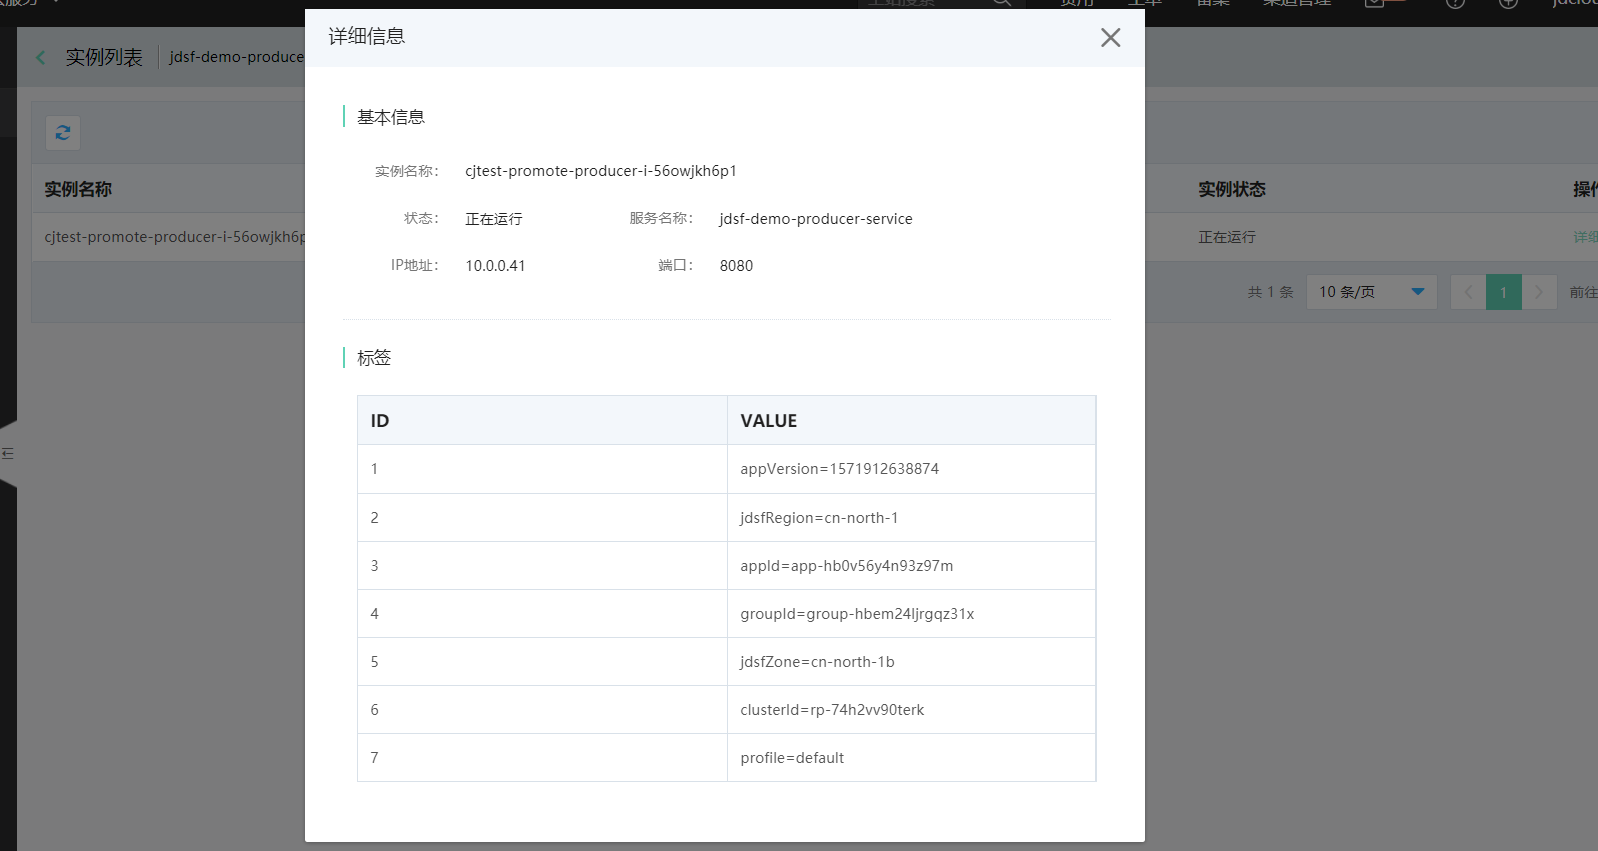 详细信息
实例列表
jdsf-demo-produce
基本信息
实例名称： cjtest-promote-producer-i-56owjkh6p1
状态： 正在运行 服务名称： jdsf-demo-producer-service
IP地址： 10.0.0.41 端口： 8080
实例名称 实例状态 操作
cjtest-promote-producer-i-56owjkh6p 正在运行 详细
共 1 条 10 条/页 1 前往
标签
ID VALUE
1 appVersion=1571912638874
2 jdsfRegion=cn-north-1
3 appId=app-hb0v56y4n93z97m
4 groupId=group-hbem24ljrgqz31x
5 jdsfZone=cn-north-1b
6 clusterId=rp-74h2vv90terk
7 profile=default